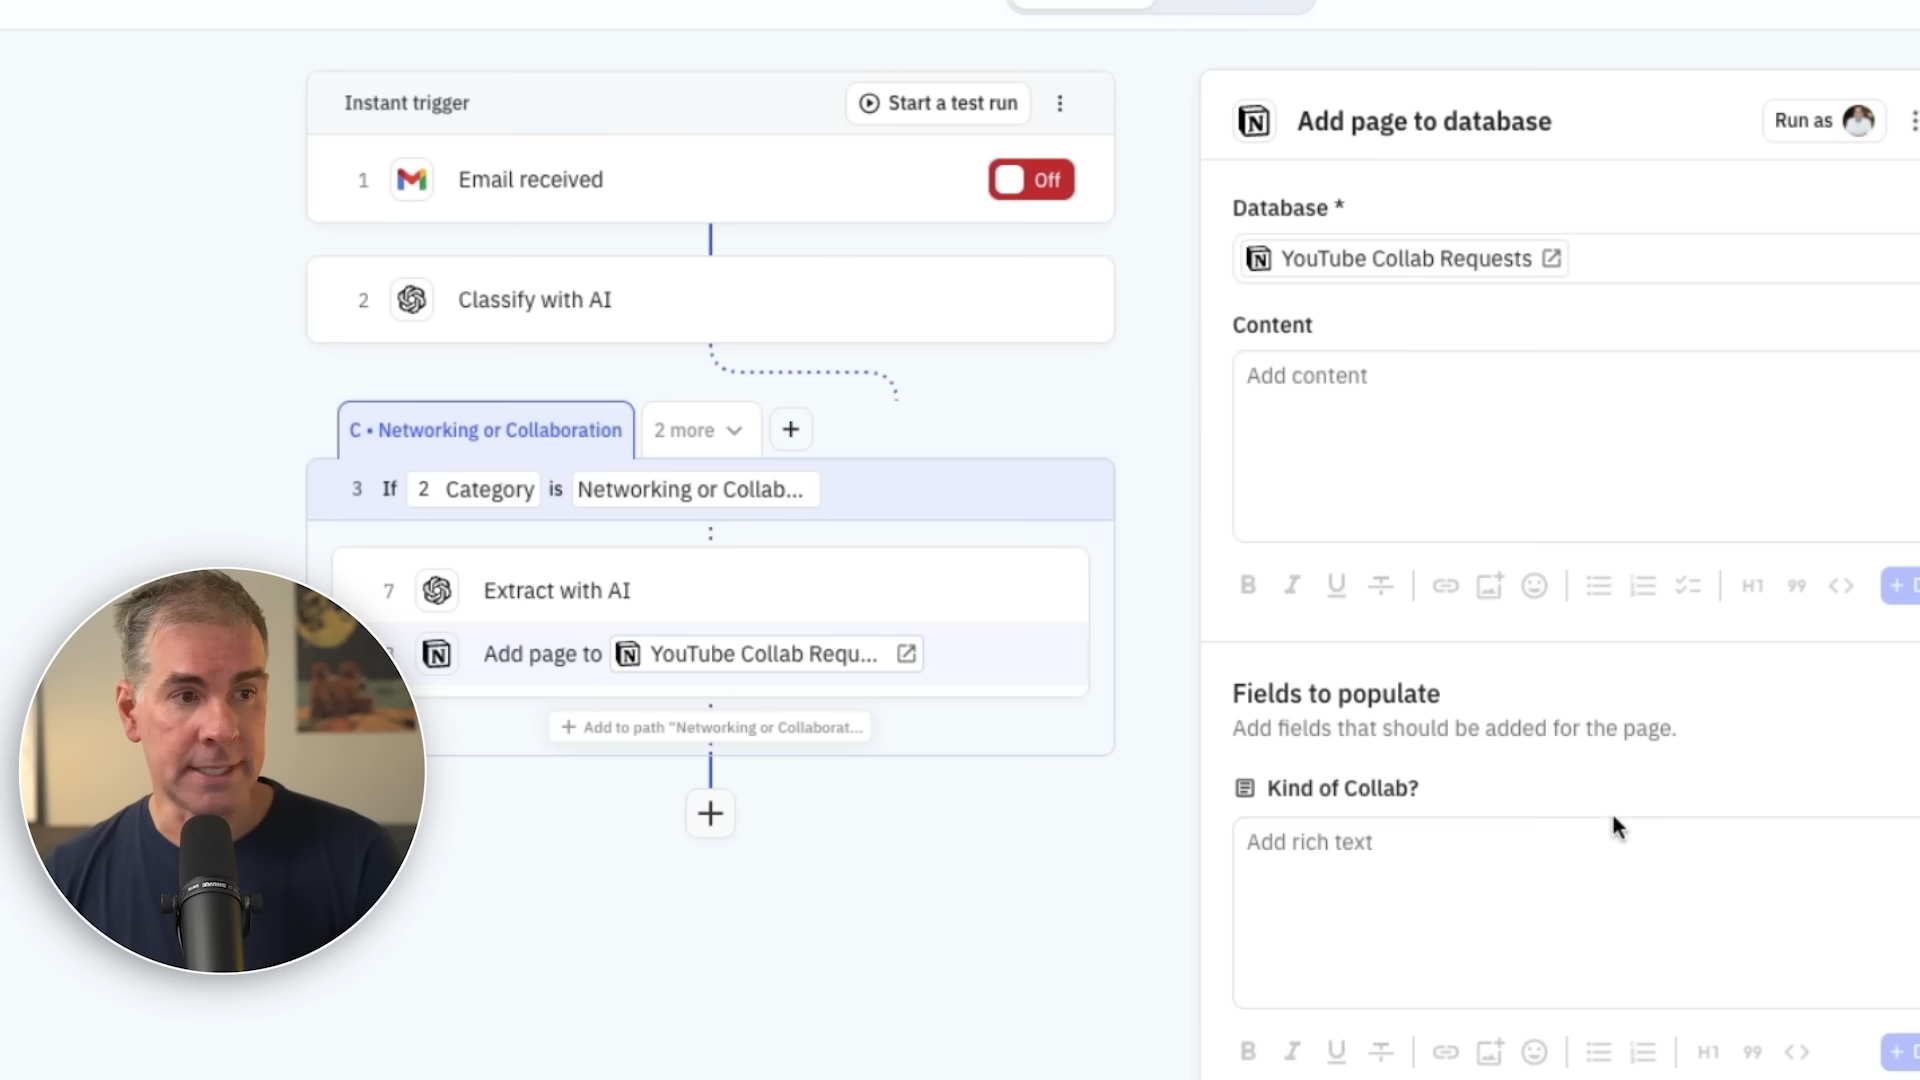 Instant trigger
Start a test run
1 Email received
Off
2 Classify with AI
C • Networking or Collaboration
2 more
3 If 2 Category is Networking or Collab...
7 Extract with AI
Add page to YouTube Collab Requ...
+ Add to path "Networking or Collaborat...
Add page to database
Run as
Database *
YouTube Collab Requests
Content
Add content
B I U H1 99 <>
Fields to populate
Add fields that should be added for the page.
Kind of Collab?
Add rich text
B I U H1 99 <>